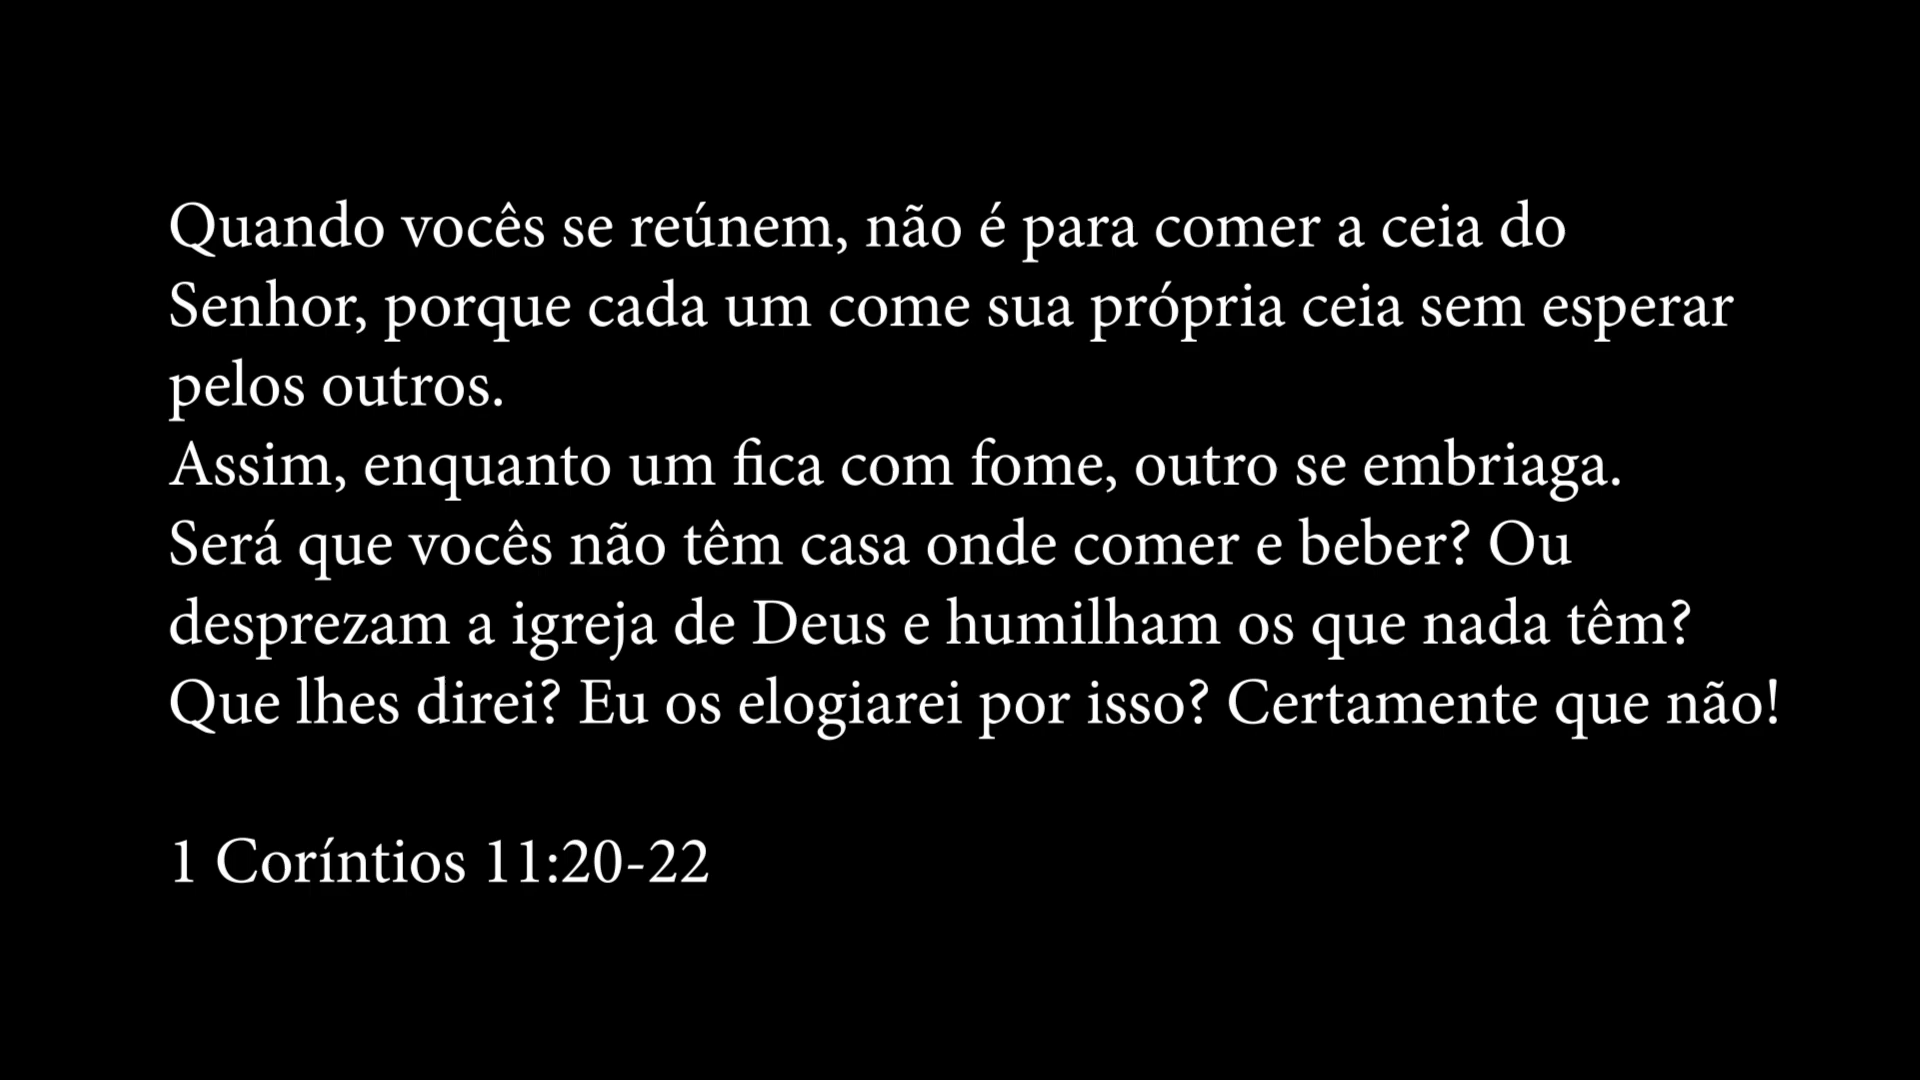 Quando vocês se reúnem, não é para comer a ceia do
Senhor, porque cada um come sua própria ceia sem esperar
pelos outros.
Assim, enquanto um fica com fome, outro se embriaga.
Será que vocês não têm casa onde comer e beber? Ou
desprezam a igreja de Deus e humilham os que nada têm?
Que lhes direi? Eu os elogiarei por isso? Certamente que não!
1 Coríntios 11:20-22